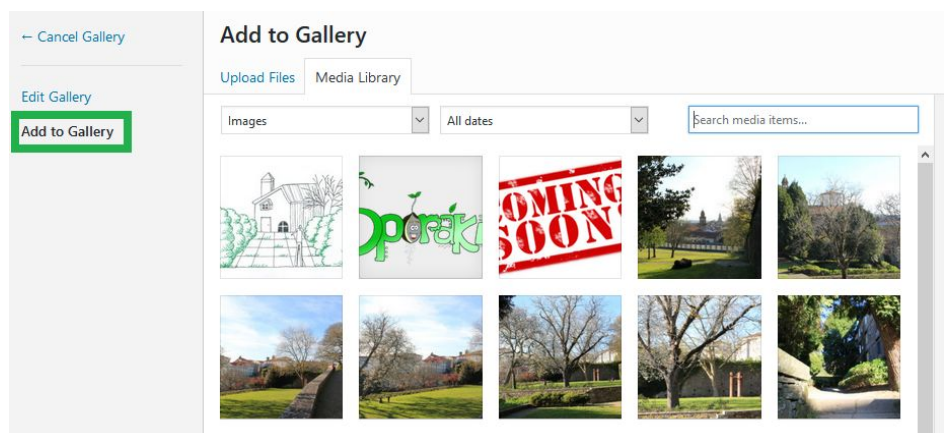 ← Cancel Gallery
Edit Gallery
Add to Gallery
Add to Gallery
Upload Files
Media Library
Images
All dates
Search media items...
OMING
SOON